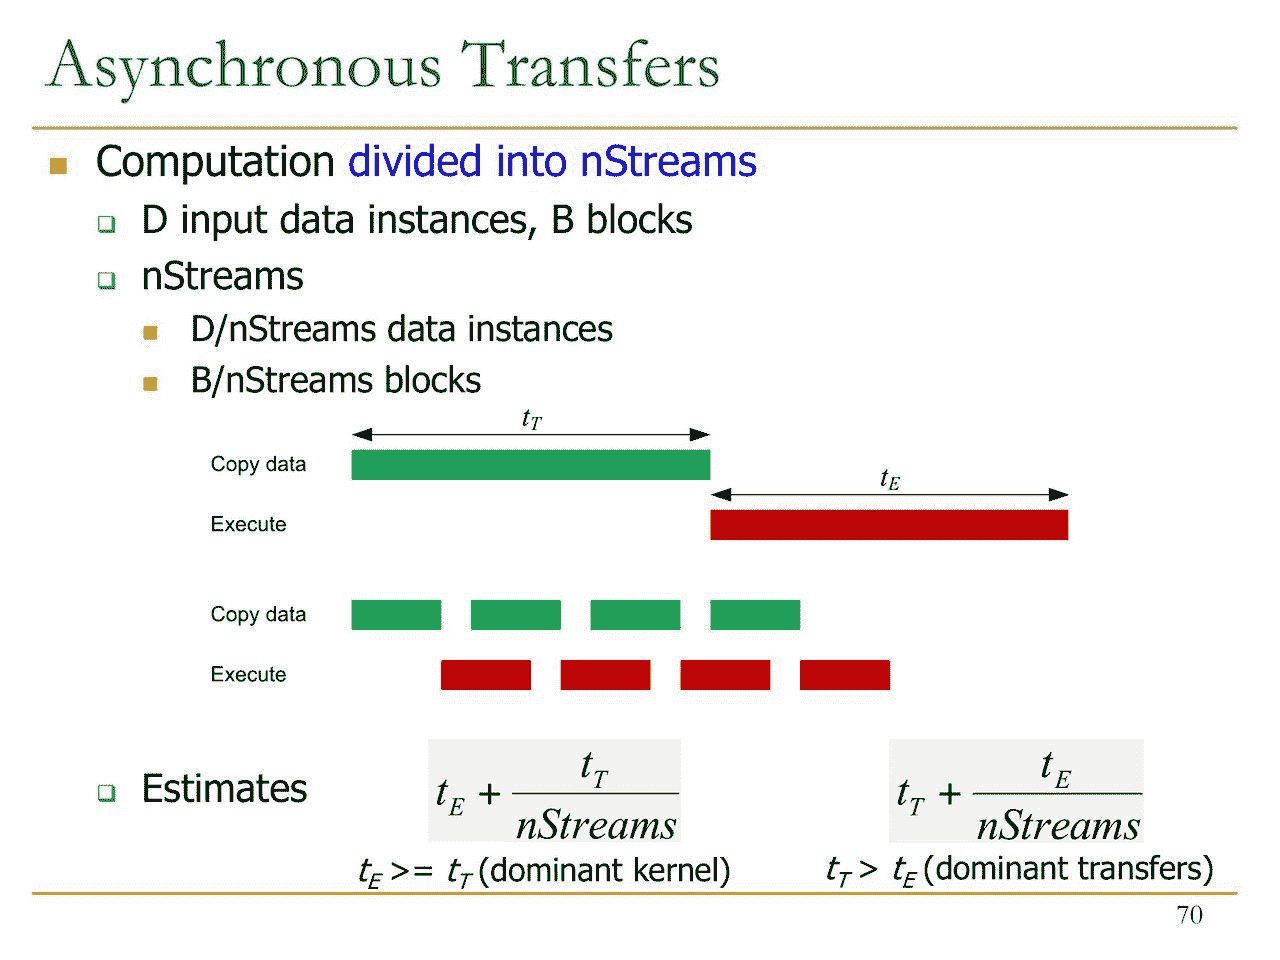 Asynchronous Transfers
Computation divided into nStreams
D input data instances, B blocks
nStreams
D/nStreams data instances
B/nStreams blocks
t_T
Copy data
t_E
Execute
Copy data
Execute
Estimates
t_E + t_T / nStreams
t_T + t_E / nStreams
t_E >= t_T (dominant kernel)
t_T > t_E (dominant transfers)
70